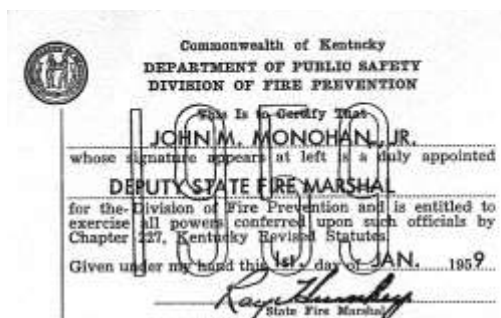 Commonwealth of Kentucky
DEPARTMENT OF PUBLIC SAFETY
DIVISION OF FIRE PREVENTION
This Is to Certify That
JOHN M. MONOHAN, JR.
whose signature appears at left is a duly appointed
DEPUTY STATE FIRE MARSHAL
for the Division of Fire Prevention and is entitled to
exercise all powers conferred upon such officials by
Chapter 227, Kentucky Revised Statutes.
Given under my hand this 1st. day of JAN. 1959
State Fire Marshal